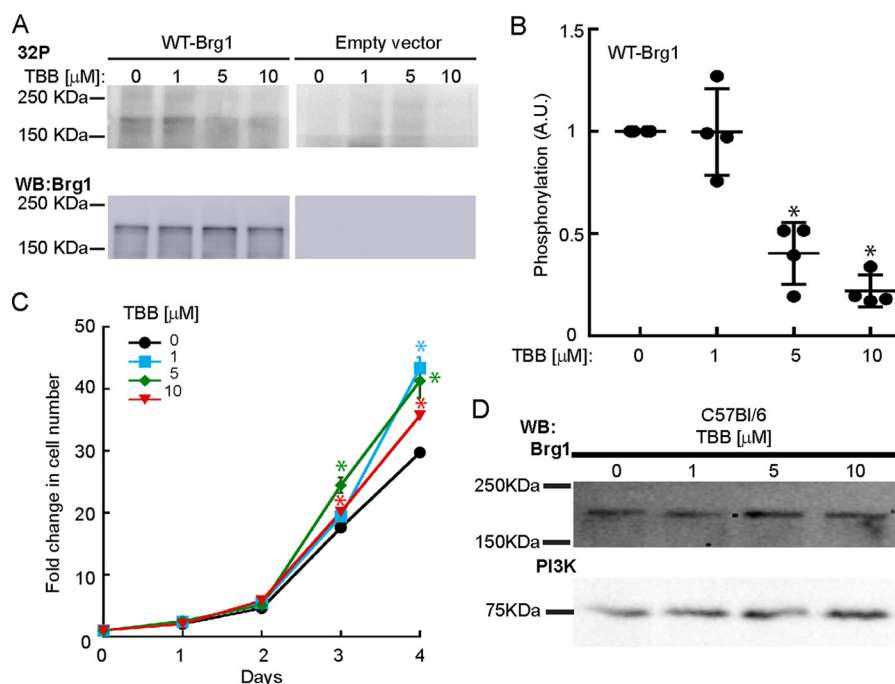 A
32P
WT-Brg1
Empty vector
TBB [μM]: 0 1 5 10 0 1 5 10
250 KDa
150 KDa
WB:Brg1
250 KDa
150 KDa
B
WT-Brg1
Phosphorylation (A.U.)
1
0.5
0
TBB [μM]: 0 1 5 10
* *
C
TBB [μM]
0
1
5
10
Fold change in cell number
50
40
30
20
10
0
0 1 2 3 4
Days
* * * * *
D
C57Bl/6
WB: TBB [μM]
Brg1
0 1 5 10
250KDa
150KDa
PI3K
75KDa